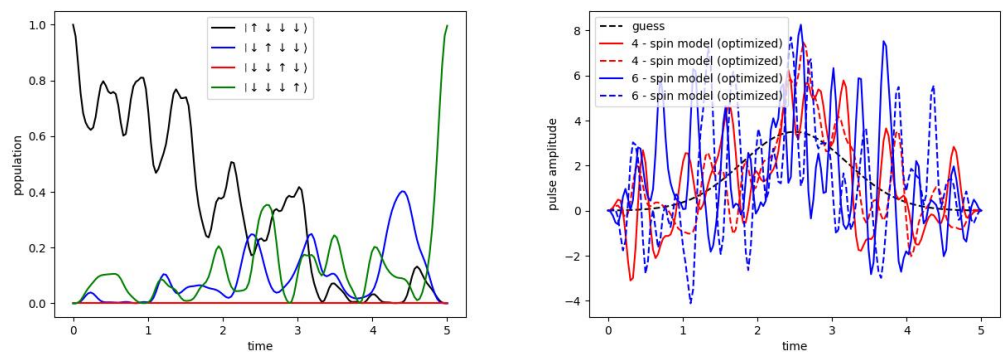 1.0
0.8
0.6
0.4
0.2
0.0
population
|↑↓↓↓⟩
|↓↑↓↓⟩
|↓↓↑↓⟩
|↓↓↓↑⟩
0 1 2 3 4 5
time
8
6
4
2
0
−2
−4
pulse amplitude
guess
4 - spin model (optimized)
4 - spin model (optimized)
6 - spin model (optimized)
6 - spin model (optimized)
0 1 2 3 4 5
time